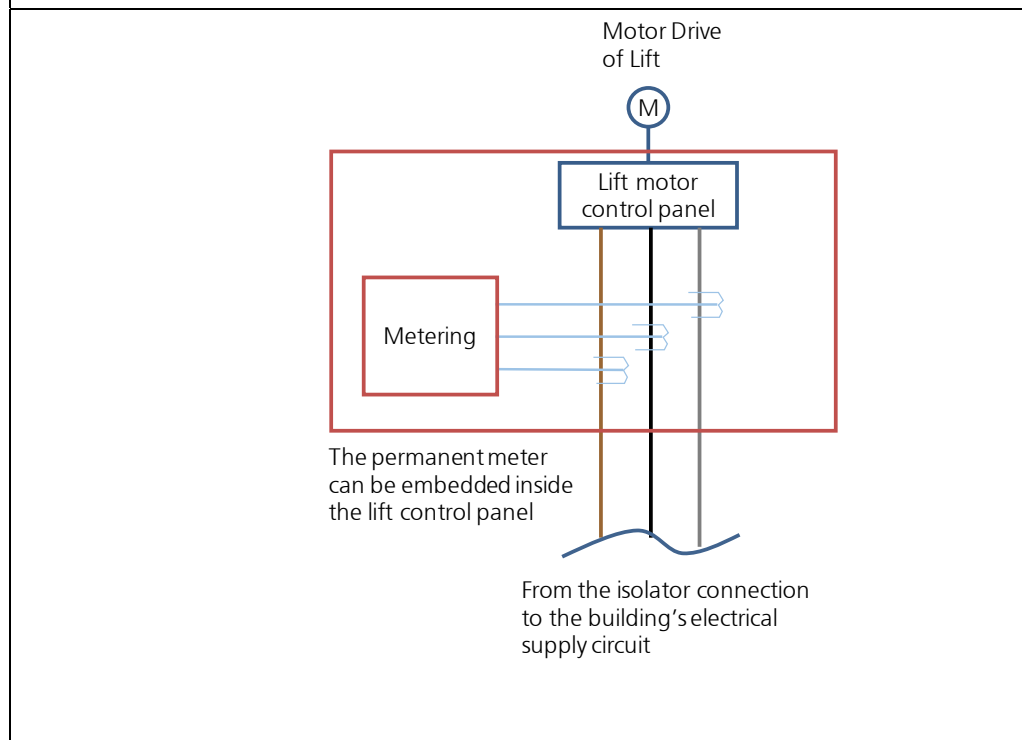 Motor Drive
of Lift
M
Lift motor
control panel
Metering
The permanent meter
can be embedded inside
the lift control panel
From the isolator connection
to the building’s electrical
supply circuit